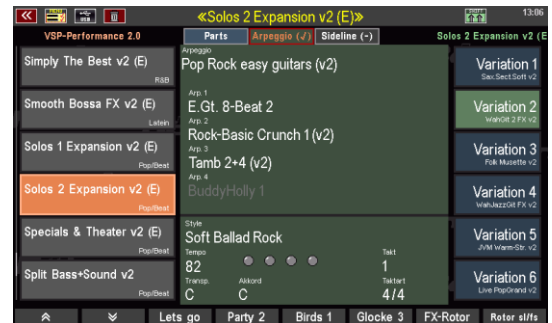 «Solos 2 Expansion v2 (E)»
13:06
VSP-Performance 2.0
Parts
Arpeggio (√)
Sideline (-)
Solos 2 Expansion v2 (E
Simply The Best v2 (E)
R&B
Smooth Bossa FX v2 (E)
Latein
Solos 1 Expansion v2 (E)
Pop/Beat
Solos 2 Expansion v2 (E)
Pop/Beat
Specials & Theater v2 (E)
Pop/Beat
Split Bass+Sound v2
Pop/Beat
Arpeggio
Pop Rock easy guitars (v2)
Arp. 1
E.Gt. 8-Beat 2
Arp. 2
Rock-Basic Crunch 1 (v2)
Arp. 3
Tamb 2+4 (v2)
Arp. 4
BuddyHolly 1
Style
Soft Ballad Rock
Tempo
82
Takt
1
Transp.
C
Akkord
C
Taktart
4/4
Variation 1
Sax.Sect.Soft v2
Variation 2
WahGit 2 FX v2
Variation 3
Folk Musette v2
Variation 4
WahJazzGit FX v2
Variation 5
JVM Warm-Str. v2
Variation 6
Live PopGrand v2
Lets go
Party 2
Birds 1
Glocke 3
FX-Rotor
Rotor sl/fs